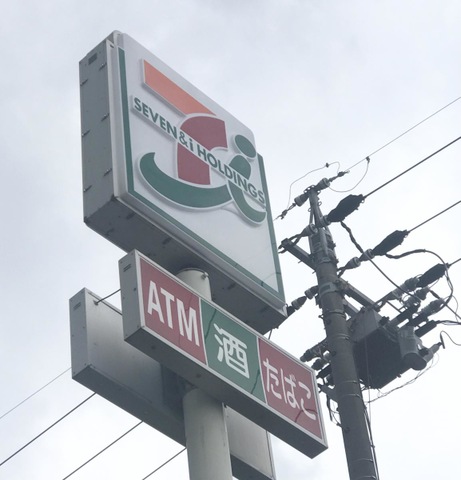 SEVEN&i HOLDINGS
ATM 酒 たばこ